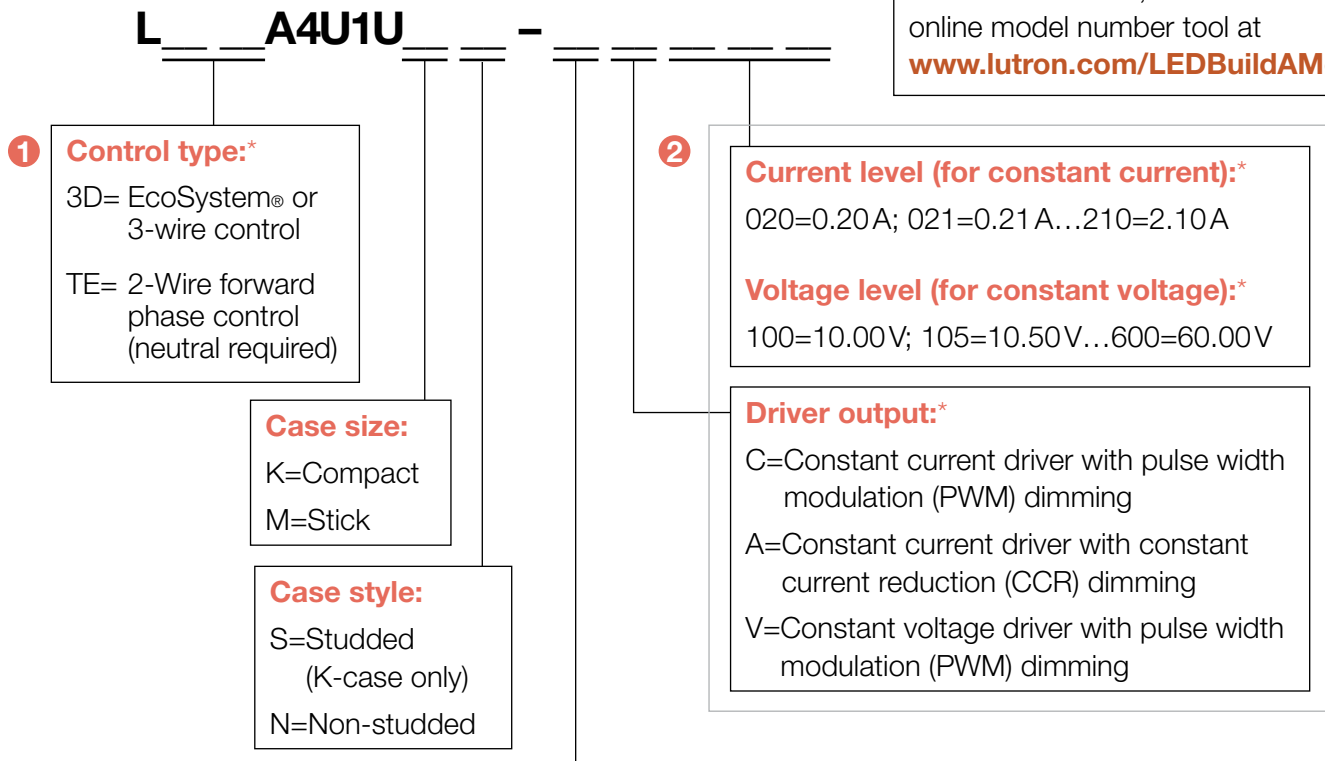 L__ __A4U1U__ __ – __ __ __ __ __
online model number tool at
www.lutron.com/LEDBuildAM
1 Control type:*
3D= EcoSystem® or
3-wire control
TE= 2-Wire forward
phase control
(neutral required)
Case size:
K=Compact
M=Stick
Case style:
S=Studded
(K-case only)
N=Non-studded
2
Current level (for constant current):*
020=0.20 A; 021=0.21 A…210=2.10 A
Voltage level (for constant voltage):*
100=10.00 V; 105=10.50 V…600=60.00 V
Driver output:*
C=Constant current driver with pulse width
modulation (PWM) dimming
A=Constant current driver with constant
current reduction (CCR) dimming
V=Constant voltage driver with pulse width
modulation (PWM) dimming